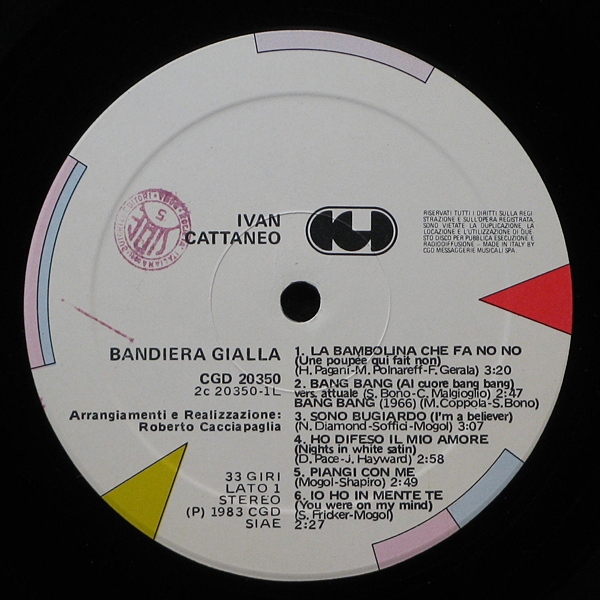 IVAN
CATTANEO
RISERVATI TUTTI I DIRITTI SULLA REGI
STRAZIONE E SULL'OPERA REGISTRATA.
SONO VIETATE LA DUPLICAZIONE, LA
LOCAZIONE E L'UTILIZZAZIONE DI QUE-
STO DISCO PER PUBBLICA ESECUZIONE E
RADIODIFFUSIONE – MADE IN ITALY BY
CGD MESSAGGERIE MUSICALI SPA
BANDIERA GIALLA
CGD 20350
2c 20350-1L
Arrangiamenti e Realizzazione:
Roberto Cacciapaglia
33 GIRI
LATO 1
STEREO
(P) 1983 CGD
SIAE
1. LA BAMBOLINA CHE FA NO NO
(Une poupée qui fait non)
(H. Pagani-M. Polnareff-F. Gerala) 3:20
2. BANG BANG (Al cuore bang bang)
vers. attuale (S. Bono-C. Malgioglio) 2:47
BANG BANG (1966) (M. Coppola-S. Bono)
3. SONO BUGIARDO (I'm a believer)
(N. Diamond-Soffici-Mogol) 3:07
4. HO DIFESO IL MIO AMORE
(Nights in white satin)
(D. Pace-J. Hayward) 2:58
5. PIANGI CON ME
(Mogol-Shapiro) 2:49
6. IO HO IN MENTE TE
(You were on my mind)
(S. Fricker-Mogol)
2:27